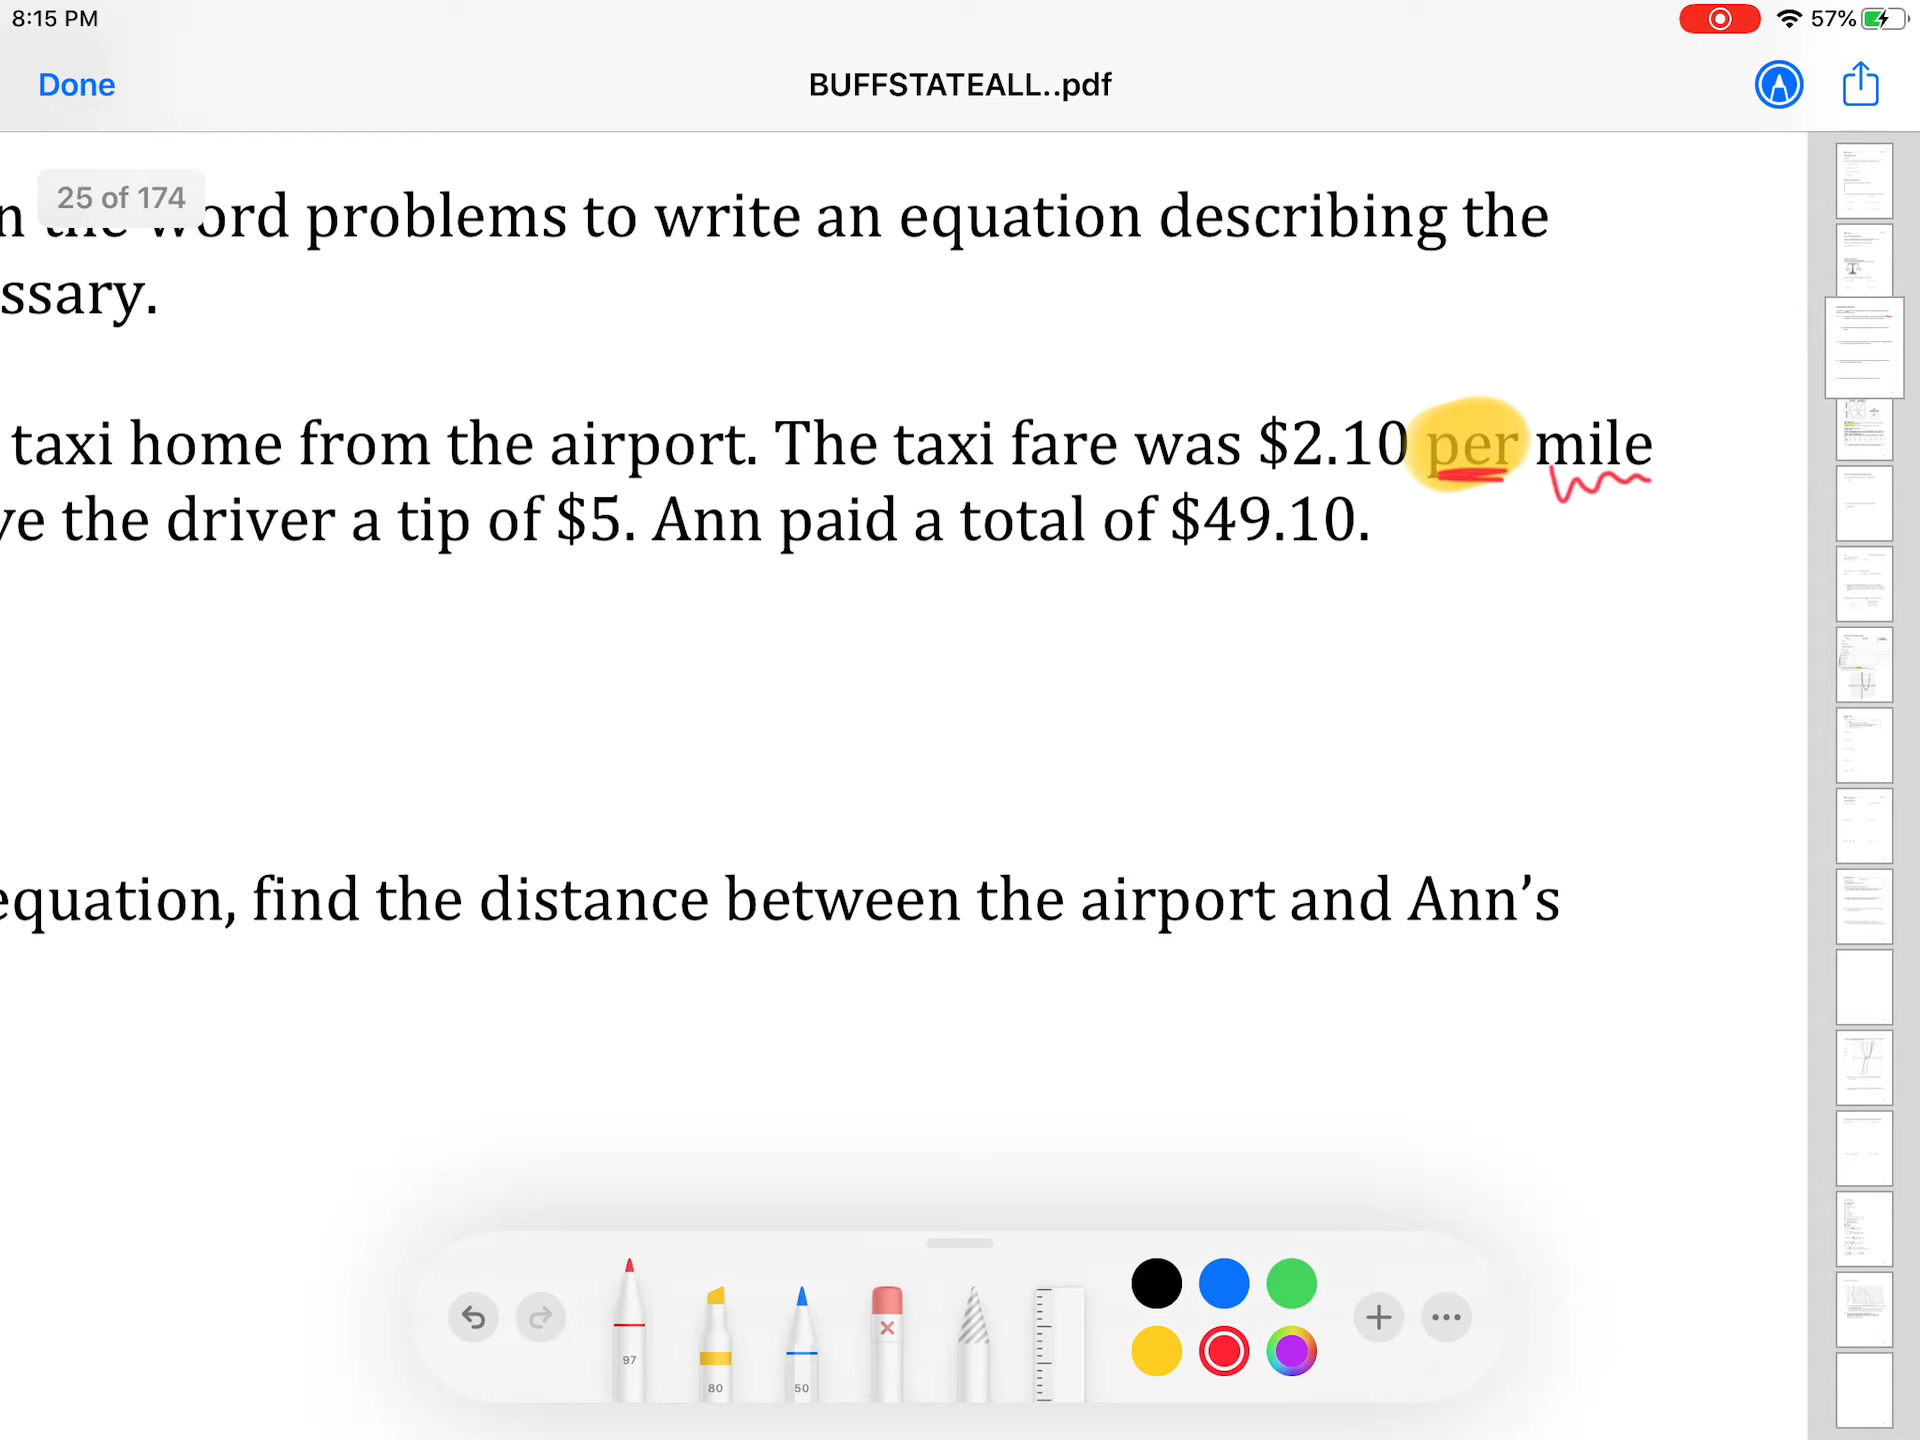 8:15 PM
57%
Done
BUFFSTATEALL..pdf
25 of 174
n the word problems to write an equation describing the
ssary.
taxi home from the airport. The taxi fare was $2.10 per mile
ve the driver a tip of $5. Ann paid a total of $49.10.
equation, find the distance between the airport and Ann's
97
80
50